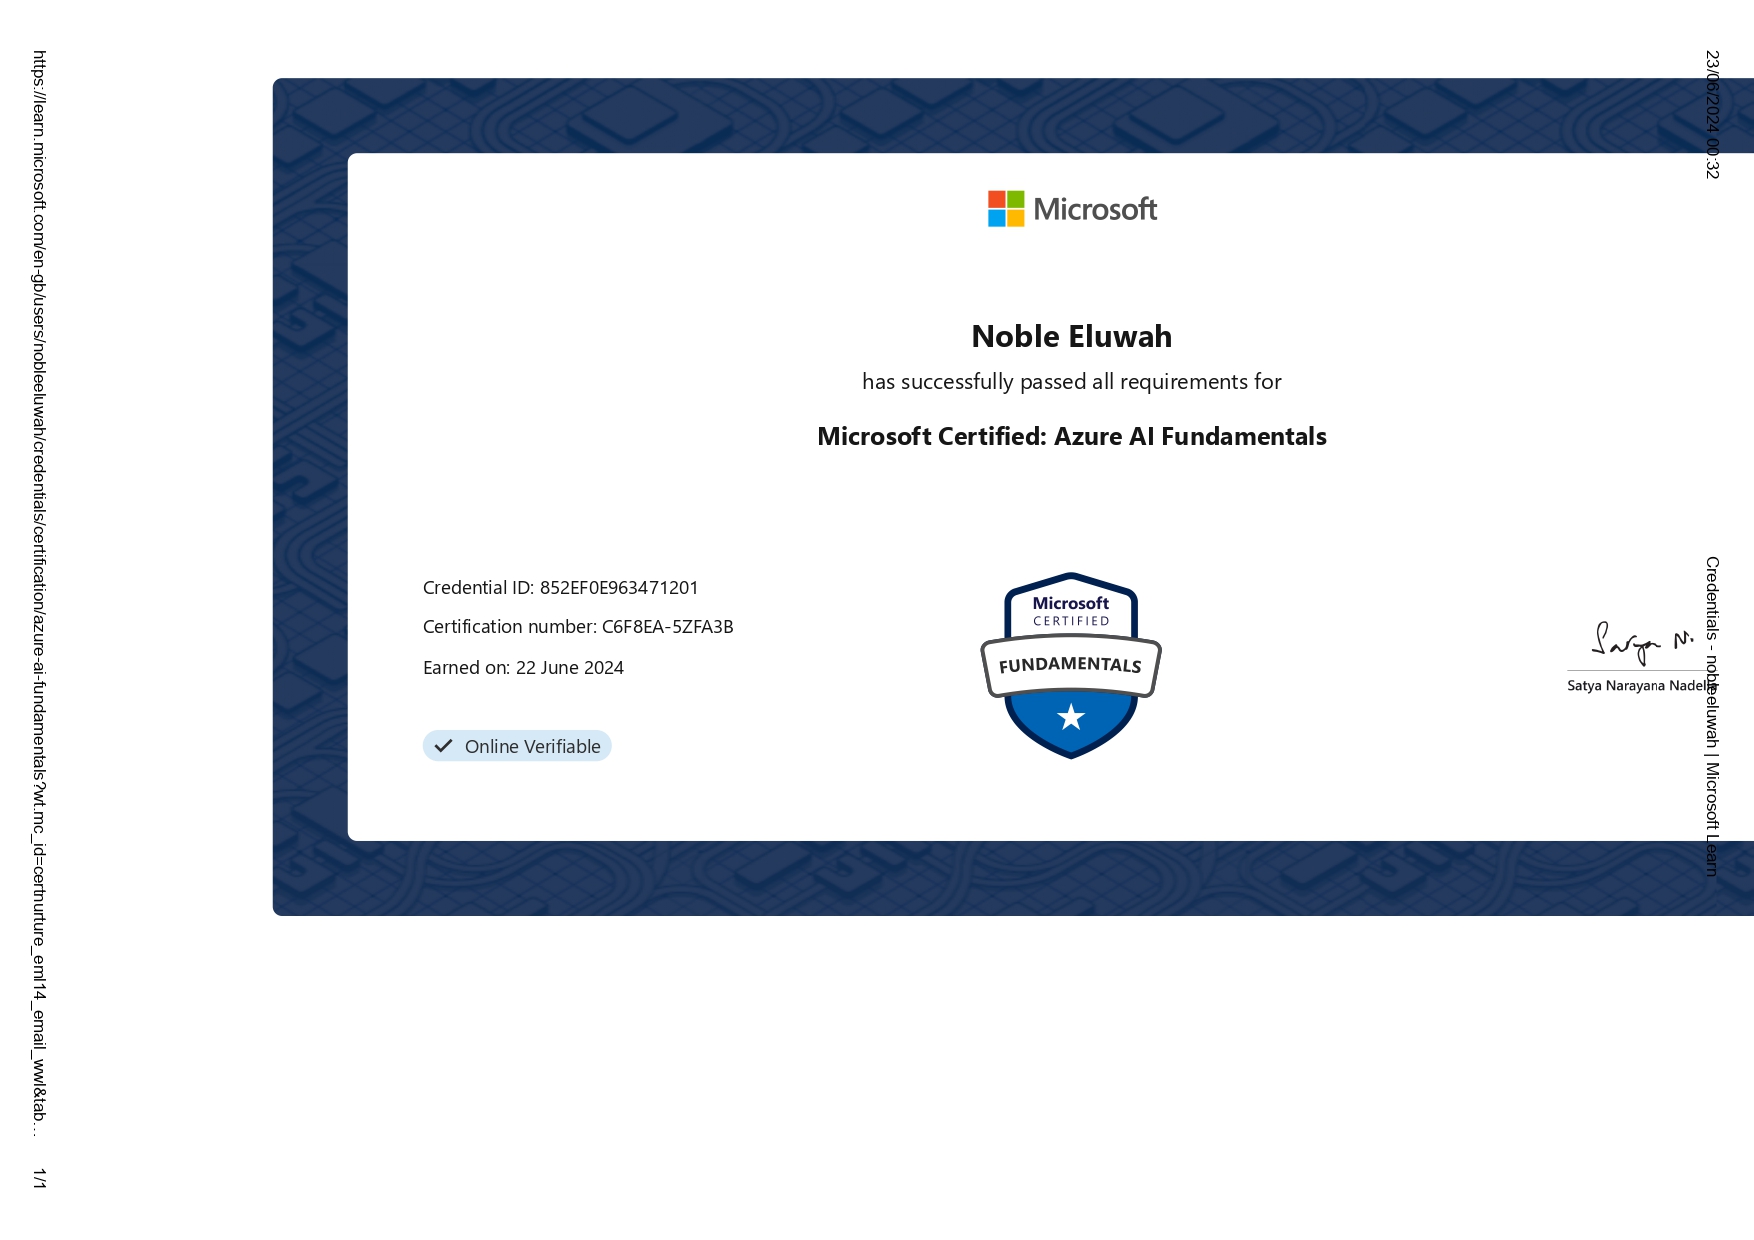 23/06/2024 00:32
Credentials - nobleeluwah | Microsoft Learn
Microsoft
Noble Eluwah
has successfully passed all requirements for
Microsoft Certified: Azure AI Fundamentals
Credential ID: 852EF0E963471201
Certification number: C6F8EA-5ZFA3B
Earned on: 22 June 2024
Online Verifiable
Microsoft
CERTIFIED
FUNDAMENTALS
Satya N.
Satya Narayana Nadella
https://learn.microsoft.com/en-gb/users/nobleeluwah/credentials/certification/azure-ai-fundamentals?wt.mc_id=certnurture_eml14_email_wwl&tab…
1/1